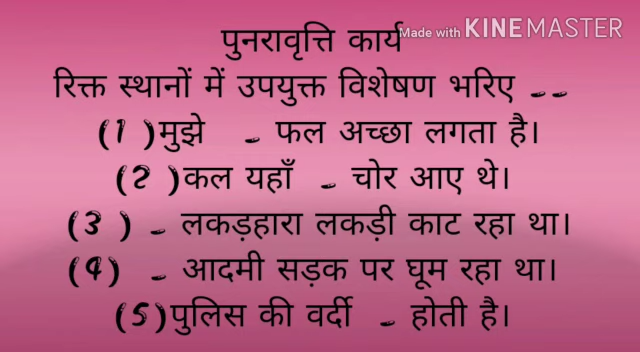 पुनरावृत्ति कार्य
Made with KINEMASTER
रिक्त स्थानों में उपयुक्त विशेषण भरिए --
(1 )मुझे - फल अच्छा लगता है।
(2 )कल यहाँ - चोर आए थे।
(3 ) - लकड़हारा लकड़ी काट रहा था।
(4) - आदमी सड़क पर घूम रहा था।
(5)पुलिस की वर्दी - होती है।